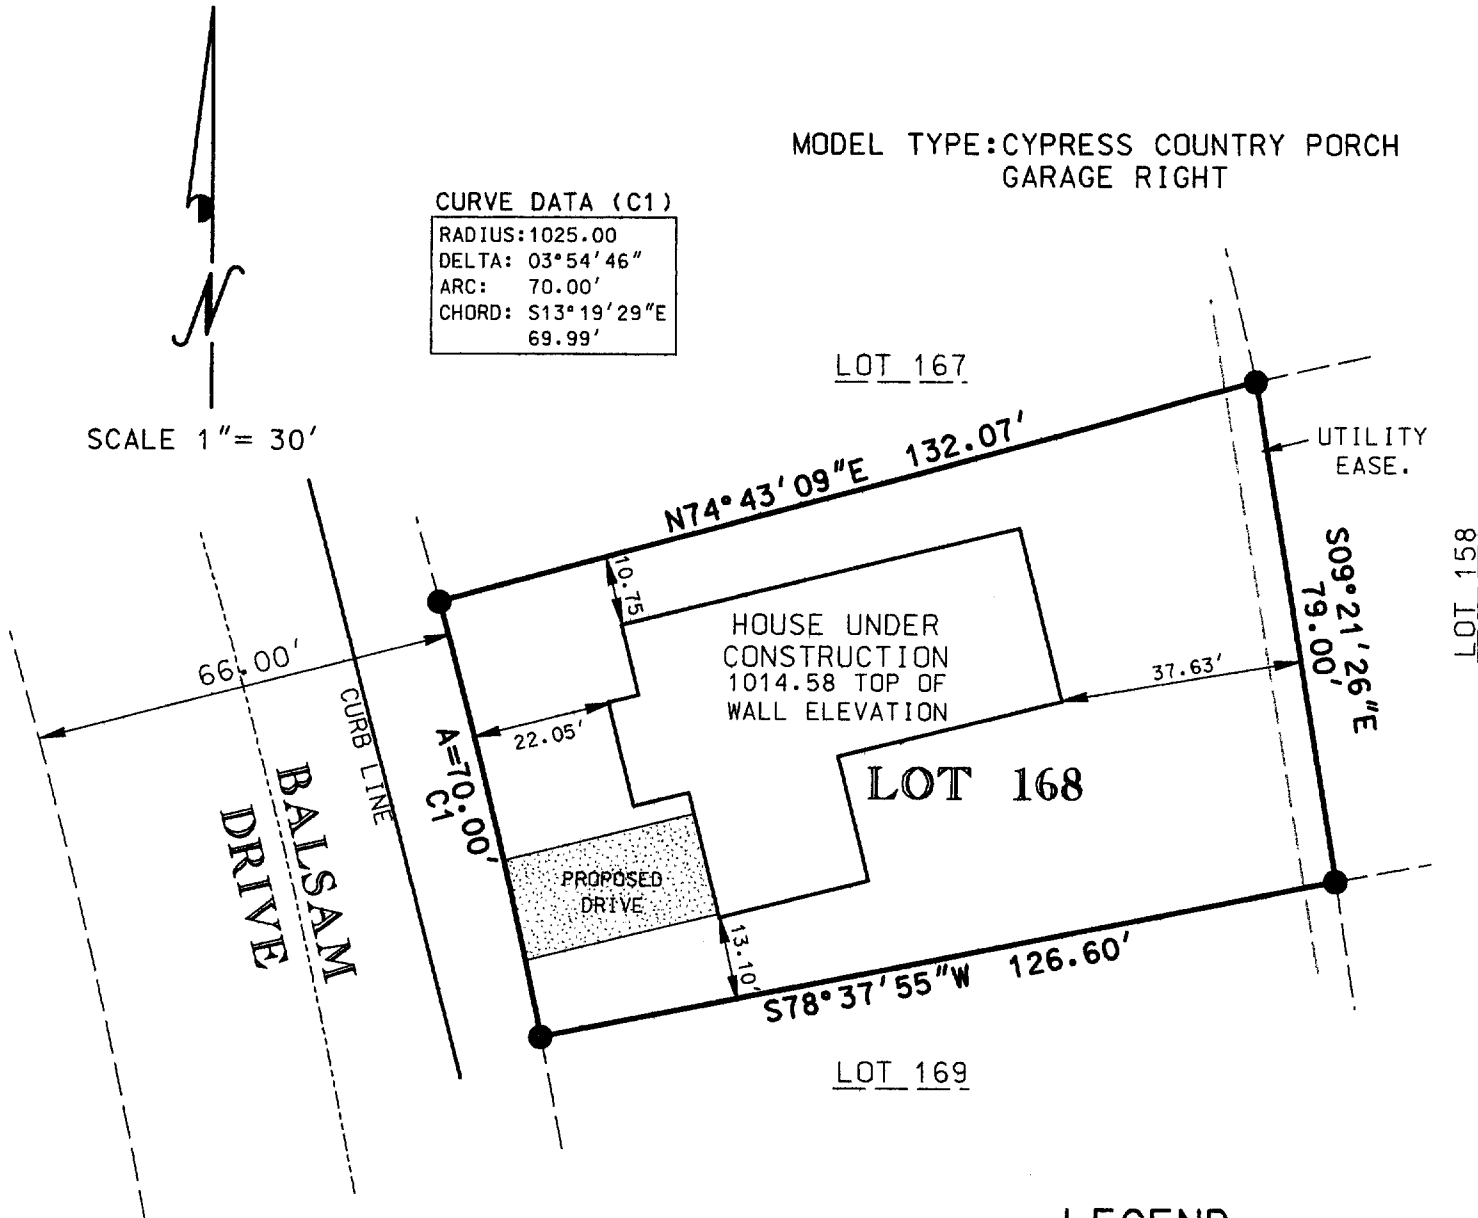 MODEL TYPE:CYPRESS COUNTRY PORCH
GARAGE RIGHT
CURVE DATA (C1)
RADIUS:1025.00
DELTA: 03°54'46"
ARC: 70.00'
CHORD: S13°19'29"E
69.99'
N
SCALE 1"= 30'
LOT 167
UTILITY
EASE.
N74°43'09"E 132.07'
S09°21'26"E
79.00'
LOT 158
10.75
HOUSE UNDER
CONSTRUCTION
1014.58 TOP OF
WALL ELEVATION
37.63'
66.00'
CURB LINE
22.05'
A=70.00'
C1
LOT 168
BALSAM
DRIVE
PROPOSED
DRIVE
13.10'
S78°37'55"W 126.60'
LOT 169
LEGEND